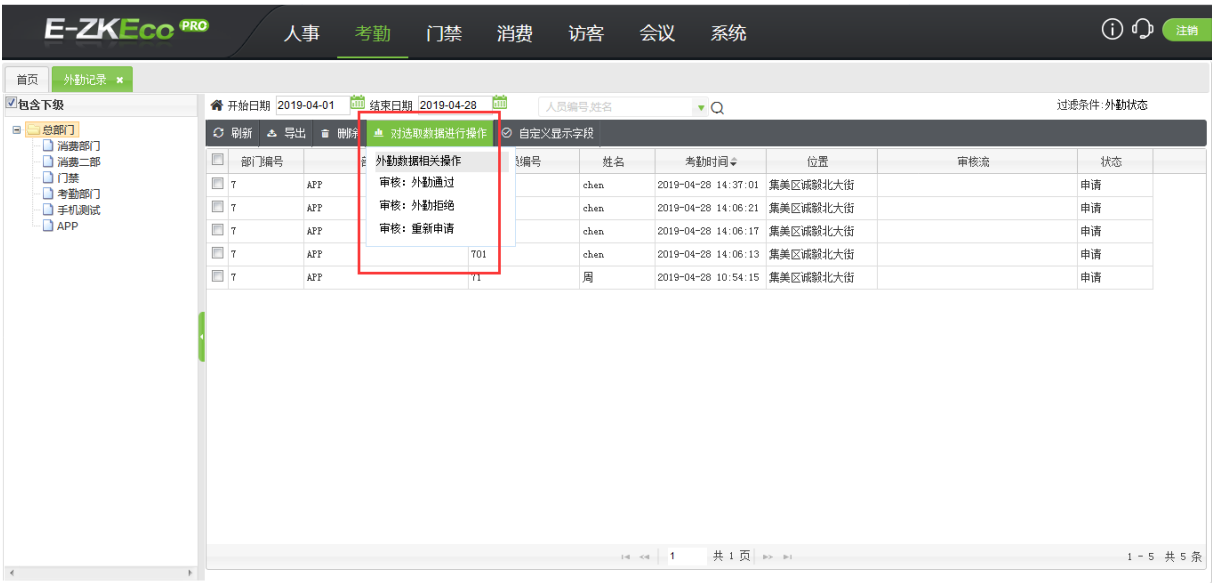 E-ZKEco PRO 人事 考勤 门禁 消费 访客 会议 系统 注销
首页 外勤记录 ×
包含下级
总部门
消费部门
消费二部
门禁
考勤部门
手机测试
APP
开始日期 2019-04-01 结束日期 2019-04-28 人员编号,姓名 过滤条件:外勤状态
刷新 导出 删除 对选取数据进行操作 自定义显示字段
部门编号 编号 姓名 考勤时间 位置 审核流 状态
外勤数据相关操作
审核：外勤通过
审核：外勤拒绝
审核：重新申请
7 APP chen 2019-04-28 14:37:01 集美区诚毅北大街 申请
7 APP chen 2019-04-28 14:06:21 集美区诚毅北大街 申请
7 APP chen 2019-04-28 14:06:17 集美区诚毅北大街 申请
7 APP 701 chen 2019-04-28 14:06:13 集美区诚毅北大街 申请
7 APP 71 周 2019-04-28 10:54:15 集美区诚毅北大街 申请
1 共 1 页 1 - 5 共 5 条